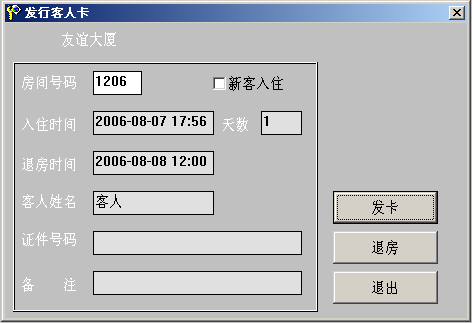 发行客人卡
友谊大厦
房间号码 1206 新客入住
入住时间 2006-08-07 17:56 天数 1
退房时间 2006-08-08 12:00
客人姓名 客人
证件号码
备 注
发卡
退房
退出